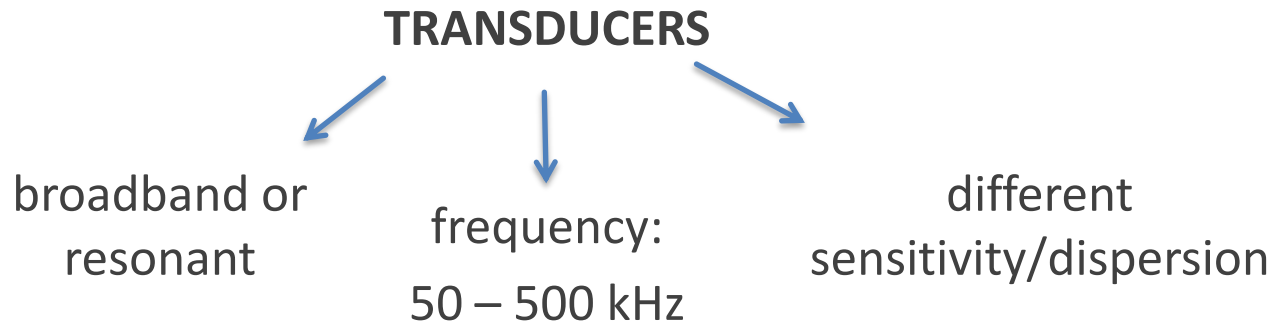 TRANSDUCERS
broadband or
resonant
frequency:
50 – 500 kHz
different
sensitivity/dispersion